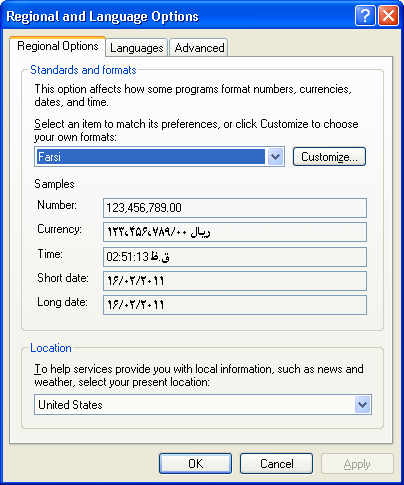 Regional and Language Options
Regional Options Languages Advanced
Standards and formats
This option affects how some programs format numbers, currencies,
dates, and time.
Select an item to match its preferences, or click Customize to choose
your own formats:
Farsi Customize...
Samples
Number: 123,456,789.00
Currency: ريال ۱۲۳،۴۵۶،۷۸۹/۰۰
Time: 02:51:13 ق.ظ
Short date: ۱۶/۰۲/۲۰۱۱
Long date: ۱۶/۰۲/۲۰۱۱
Location
To help services provide you with local information, such as news and
weather, select your present location:
United States
OK Cancel Apply